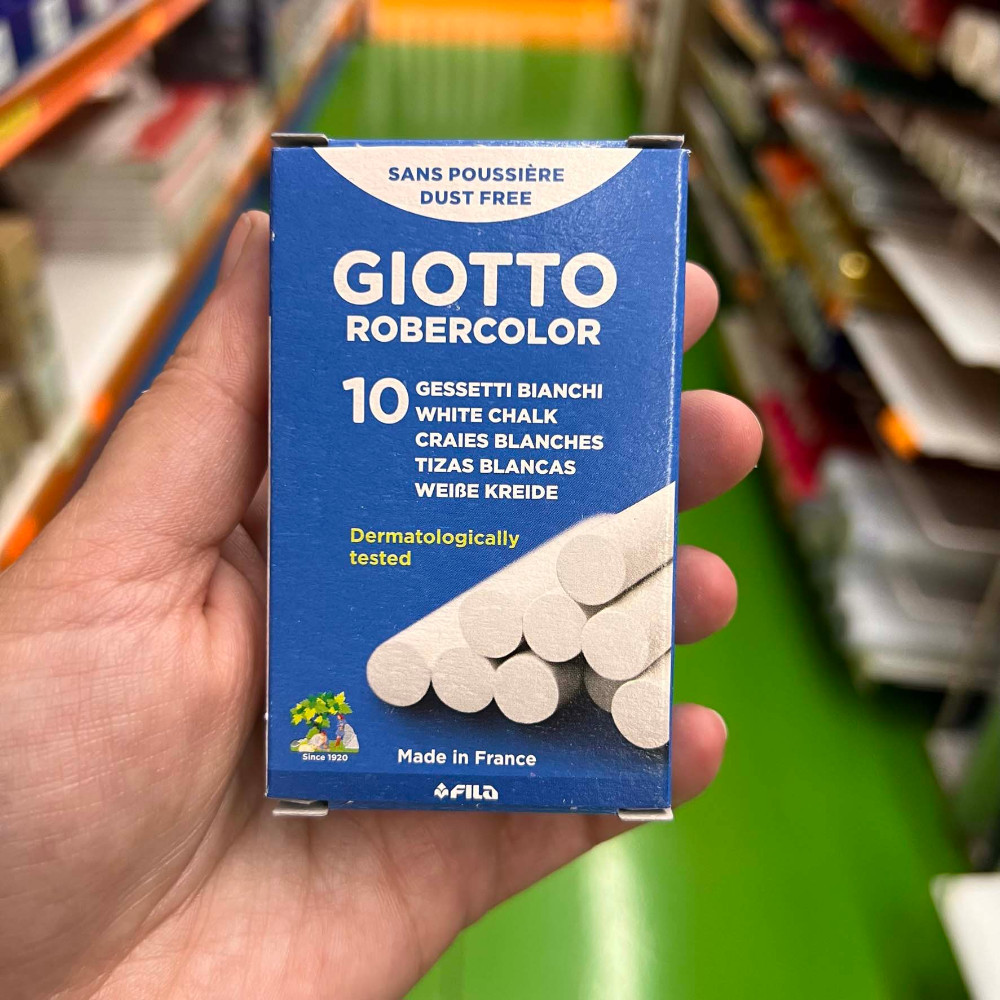 SANS POUSSIÈRE
DUST FREE
GIOTTO
ROBERCOLOR
10 GESSETTI BIANCHI
WHITE CHALK
CRAIES BLANCHES
TIZAS BLANCAS
WEIßE KREIDE
Dermatologically
tested
Since 1920
Made in France
FILA